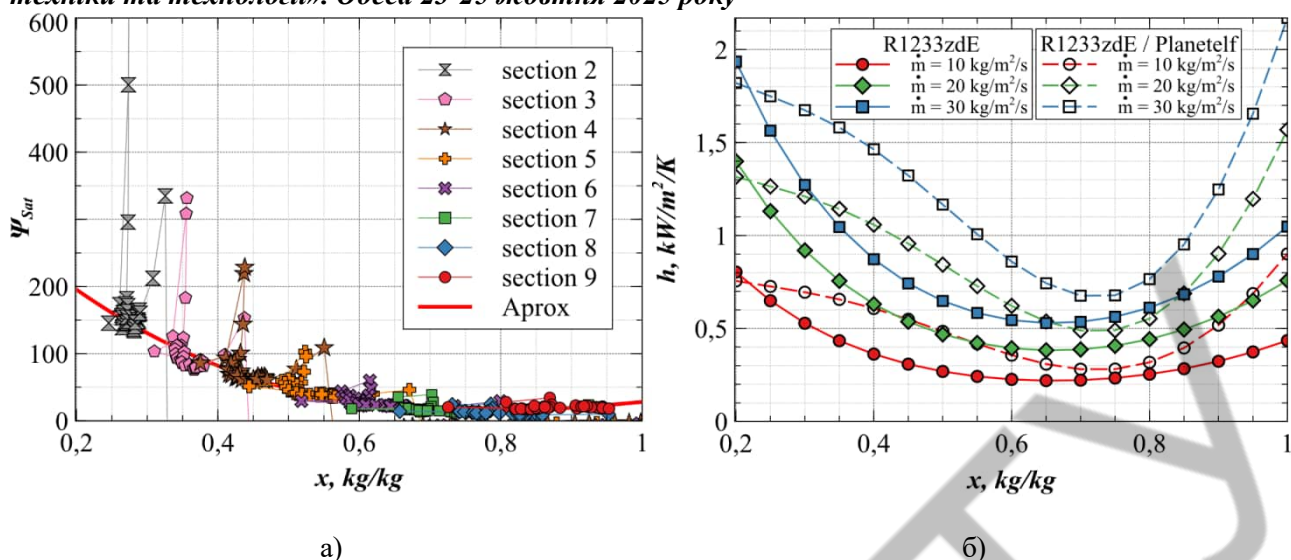 техніка та технології». Одеса 23-25 жовтня 2025 року
600
500
400
300
200
100
0
Ψsat
0,2
0,4
0,6
0,8
1
x, kg/kg
section 2
section 3
section 4
section 5
section 6
section 7
section 8
section 9
Aprox
а)
2
1,5
1
0,5
0
h, kW/m²/K
0,2
0,4
0,6
0,8
1
x, kg/kg
R1233zdE
ṁ = 10 kg/m²/s
ṁ = 20 kg/m²/s
ṁ = 30 kg/m²/s
R1233zdE / Planetelf
ṁ = 10 kg/m²/s
ṁ = 20 kg/m²/s
ṁ = 30 kg/m²/s
б)